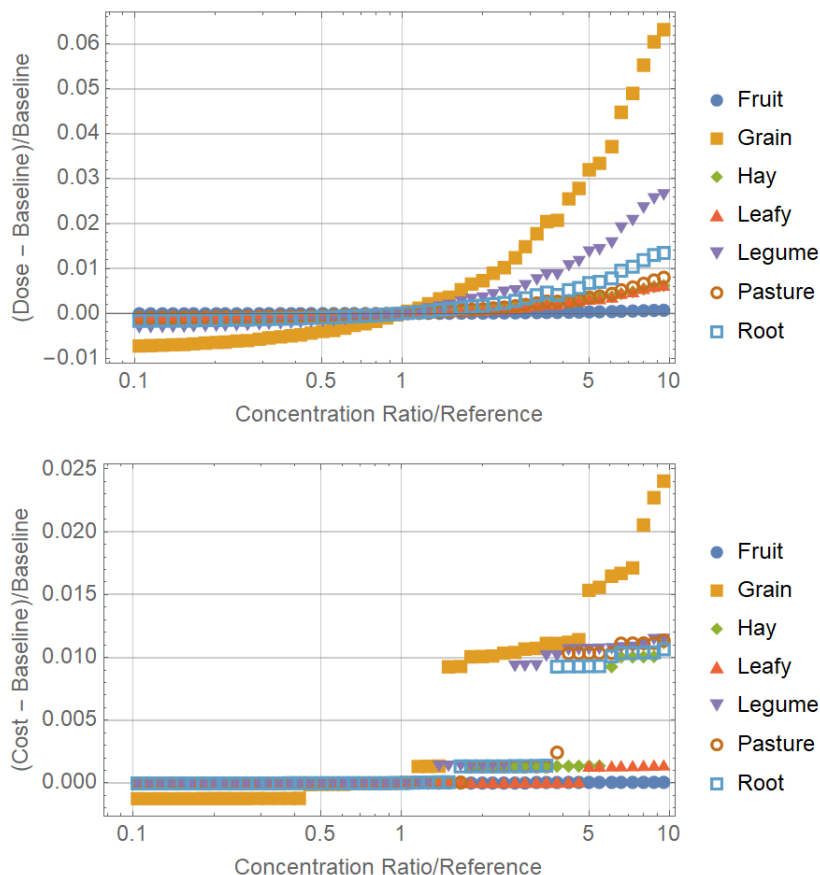 (Dose - Baseline)/Baseline
0.06
0.05
0.04
0.03
0.02
0.01
0.00
-0.01
0.1
0.5
1
5
10
Concentration Ratio/Reference
Fruit
Grain
Hay
Leafy
Legume
Pasture
Root
(Cost - Baseline)/Baseline
0.025
0.020
0.015
0.010
0.005
0.000
0.1
0.5
1
5
10
Concentration Ratio/Reference
Fruit
Grain
Hay
Leafy
Legume
Pasture
Root